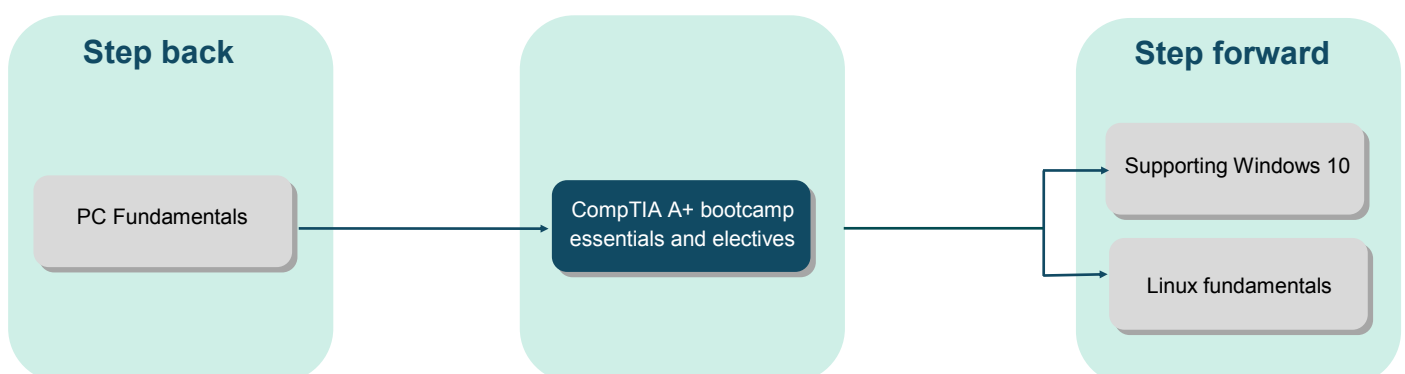 Step back
PC Fundamentals
CompTIA A+ bootcamp
essentials and electives
Step forward
Supporting Windows 10
Linux fundamentals